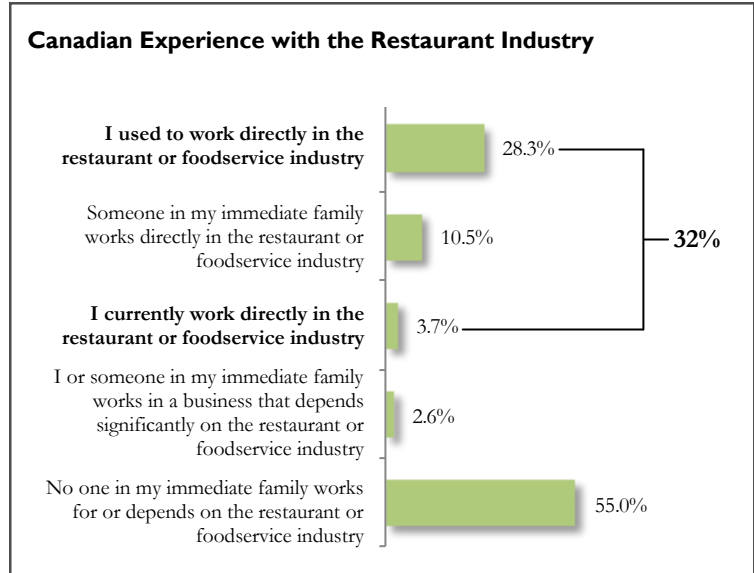 Canadian Experience with the Restaurant Industry
I used to work directly in the
restaurant or foodservice industry
28.3%
Someone in my immediate family
works directly in the restaurant or
foodservice industry
10.5%
32%
I currently work directly in the
restaurant or foodservice industry
3.7%
I or someone in my immediate family
works in a business that depends
significantly on the restaurant or
foodservice industry
2.6%
No one in my immediate family works
for or depends on the restaurant or
foodservice industry
55.0%